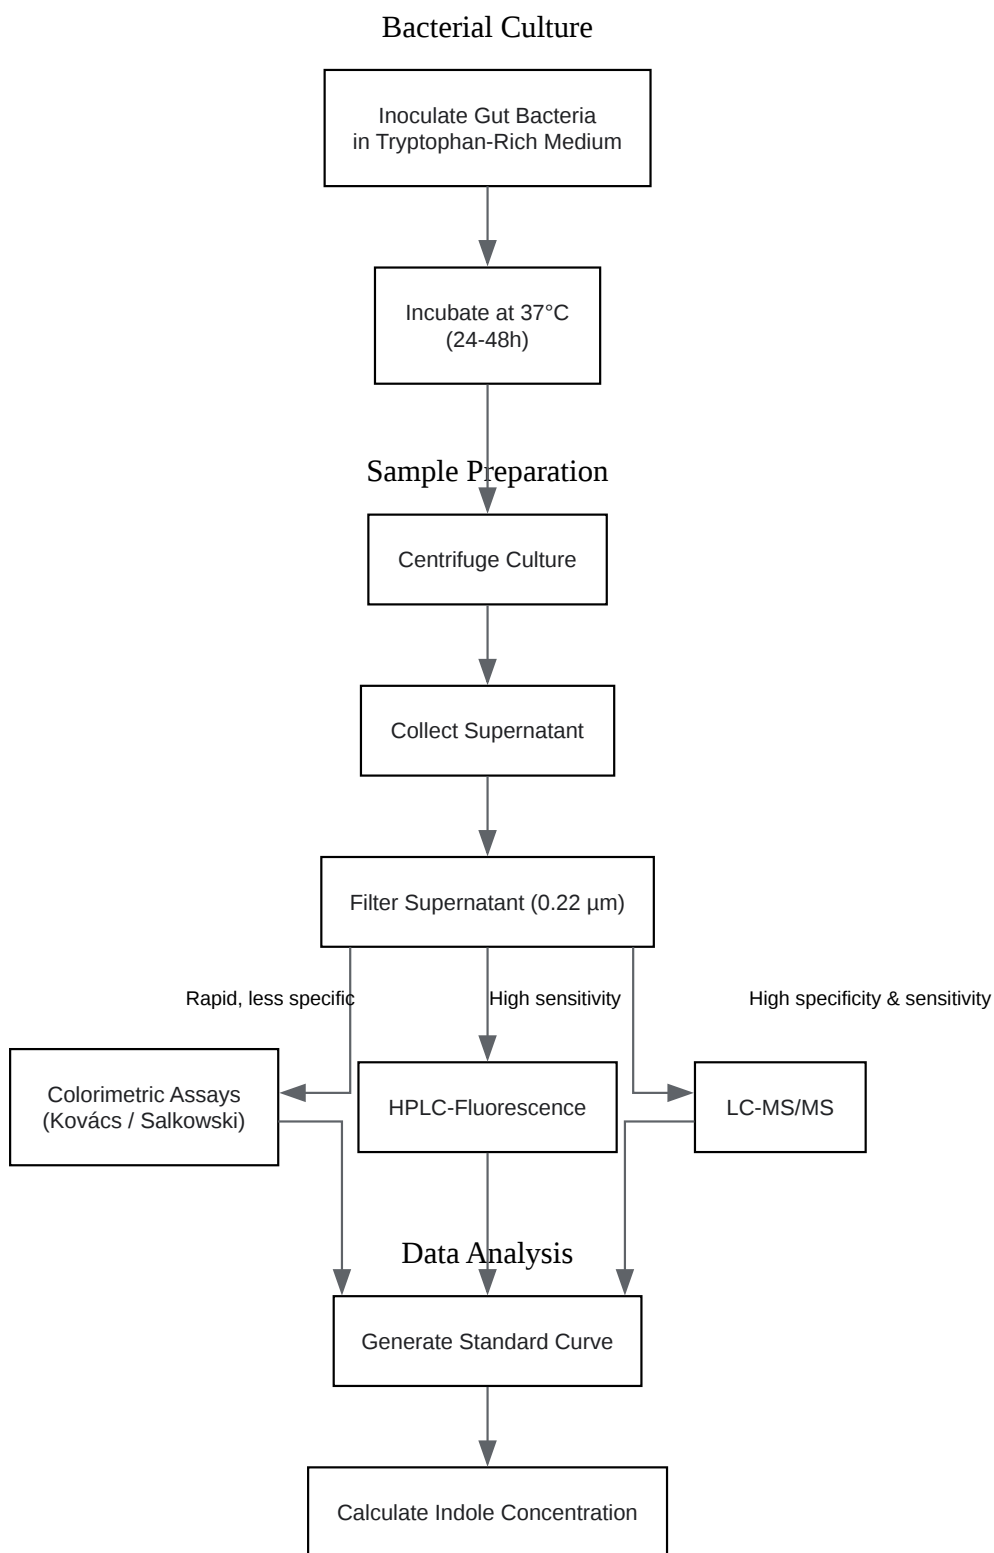 Bacterial Culture
Inoculate Gut Bacteria
in Tryptophan-Rich Medium
Incubate at 37°C
(24-48h)
Sample Preparation
Centrifuge Culture
Collect Supernatant
Filter Supernatant (0.22 µm)
Rapid, less specific
High sensitivity
High specificity & sensitivity
Colorimetric Assays
(Kovács / Salkowski)
HPLC-Fluorescence
LC-MS/MS
Data Analysis
Generate Standard Curve
Calculate Indole Concentration